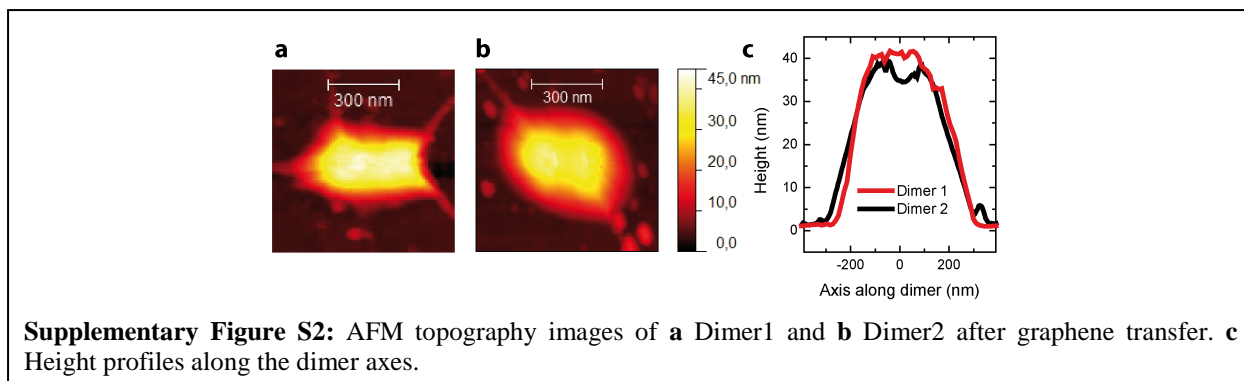 a
b
c
300 nm
300 nm
45,0 nm
30,0
20,0
10,0
0,0
Height (nm)
40
30
20
10
0
Dimer 1
Dimer 2
-200
0
200
Axis along dimer (nm)
Supplementary Figure S2: AFM topography images of a Dimer1 and b Dimer2 after graphene transfer. c
Height profiles along the dimer axes.